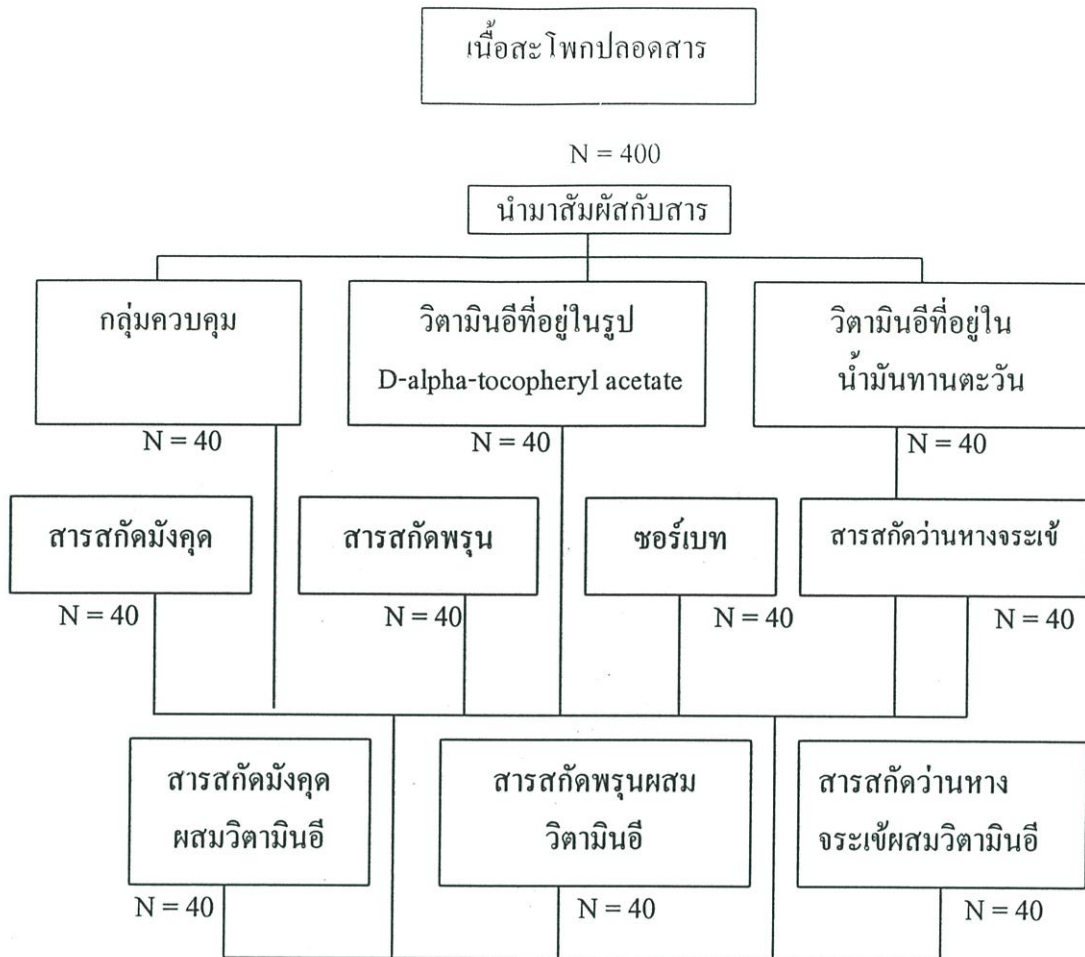 เนื้อสะโพกปลอดสาร
N = 400
นำมาสัมผัสกับสาร
กลุ่มควบคุม
วิตามินอีที่อยู่ในรูป
D-alpha-tocopheryl acetate
วิตามินอีที่อยู่ใน
น้ำมันทานตะวัน
N = 40
N = 40
N = 40
สารสกัดมังคุด
สารสกัดพรุน
ซอร์เบท
สารสกัดว่านหางจระเข้
N = 40
N = 40
N = 40
N = 40
สารสกัดมังคุด
ผสมวิตามินอี
สารสกัดพรุนผสม
วิตามินอี
สารสกัดว่านหาง
จระเข้ผสมวิตามินอี
N = 40
N = 40
N = 40